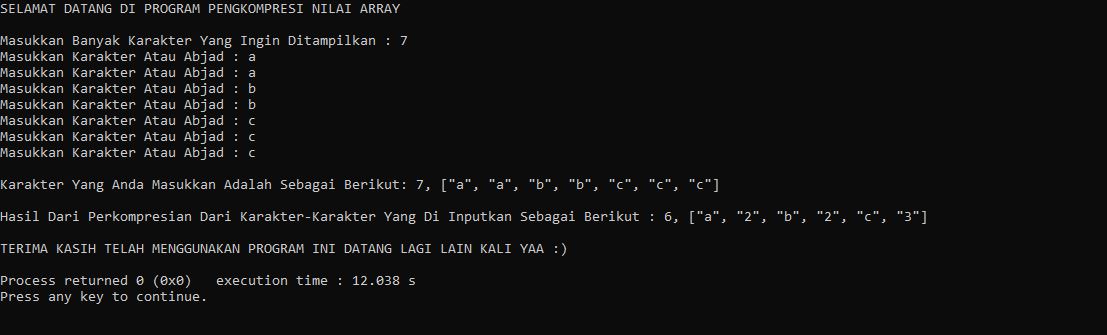 SELAMAT DATANG DI PROGRAM PENGKOMPRESI NILAI ARRAY
Masukkan Banyak Karakter Yang Ingin Ditampilkan : 7
Masukkan Karakter Atau Abjad : a
Masukkan Karakter Atau Abjad : a
Masukkan Karakter Atau Abjad : b
Masukkan Karakter Atau Abjad : b
Masukkan Karakter Atau Abjad : c
Masukkan Karakter Atau Abjad : c
Masukkan Karakter Atau Abjad : c
Karakter Yang Anda Masukkan Adalah Sebagai Berikut: 7, ["a", "a", "b", "b", "c", "c", "c"]
Hasil Dari Perkompresian Dari Karakter-Karakter Yang Di Inputkan Sebagai Berikut : 6, ["a", "2", "b", "2", "c", "3"]
TERIMA KASIH TELAH MENGGUNAKAN PROGRAM INI DATANG LAGI LAIN KALI YAA :)
Process returned 0 (0x0)   execution time : 12.038 s
Press any key to continue.